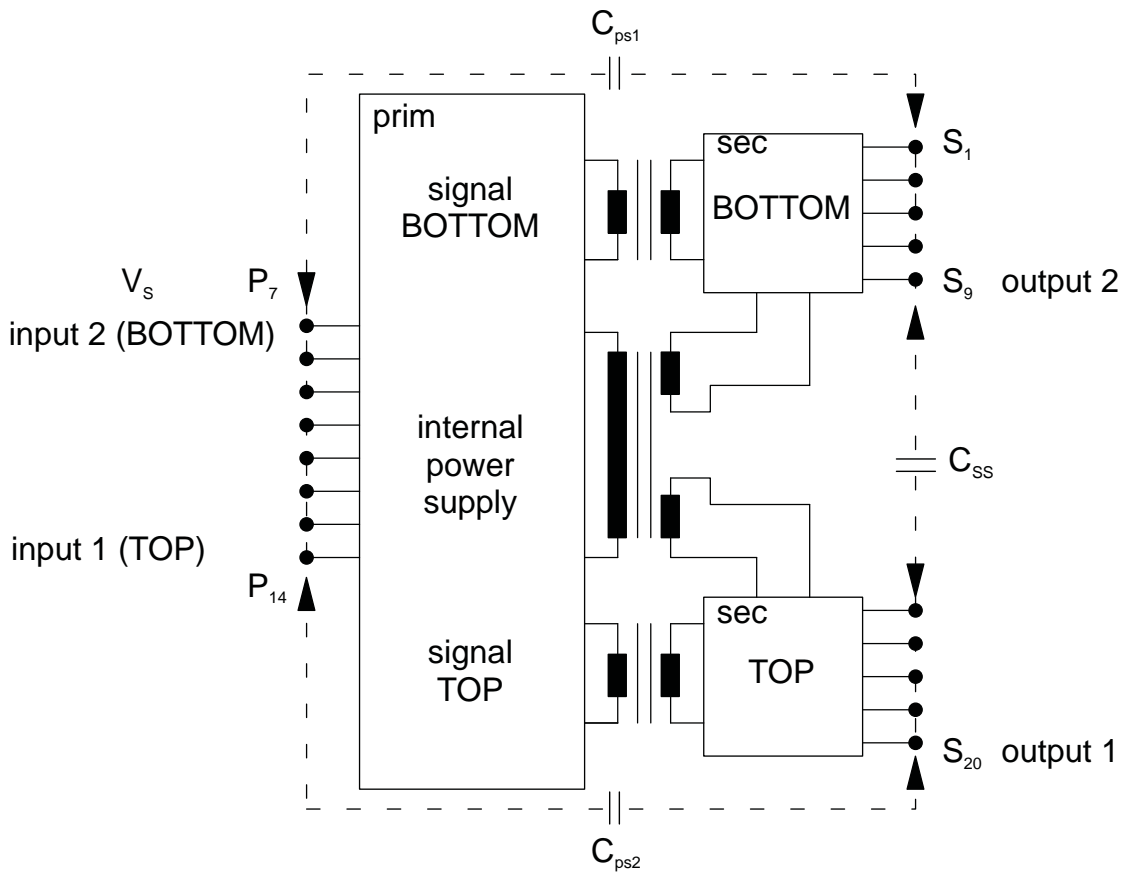 C_ps1
prim
sec
S_1
signal
BOTTOM
BOTTOM
V_S P_7
S_9 output 2
input 2 (BOTTOM)
internal
power
supply
C_SS
input 1 (TOP)
P_14
sec
signal
TOP
TOP
S_20 output 1
C_ps2